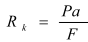 R k = Pa / F